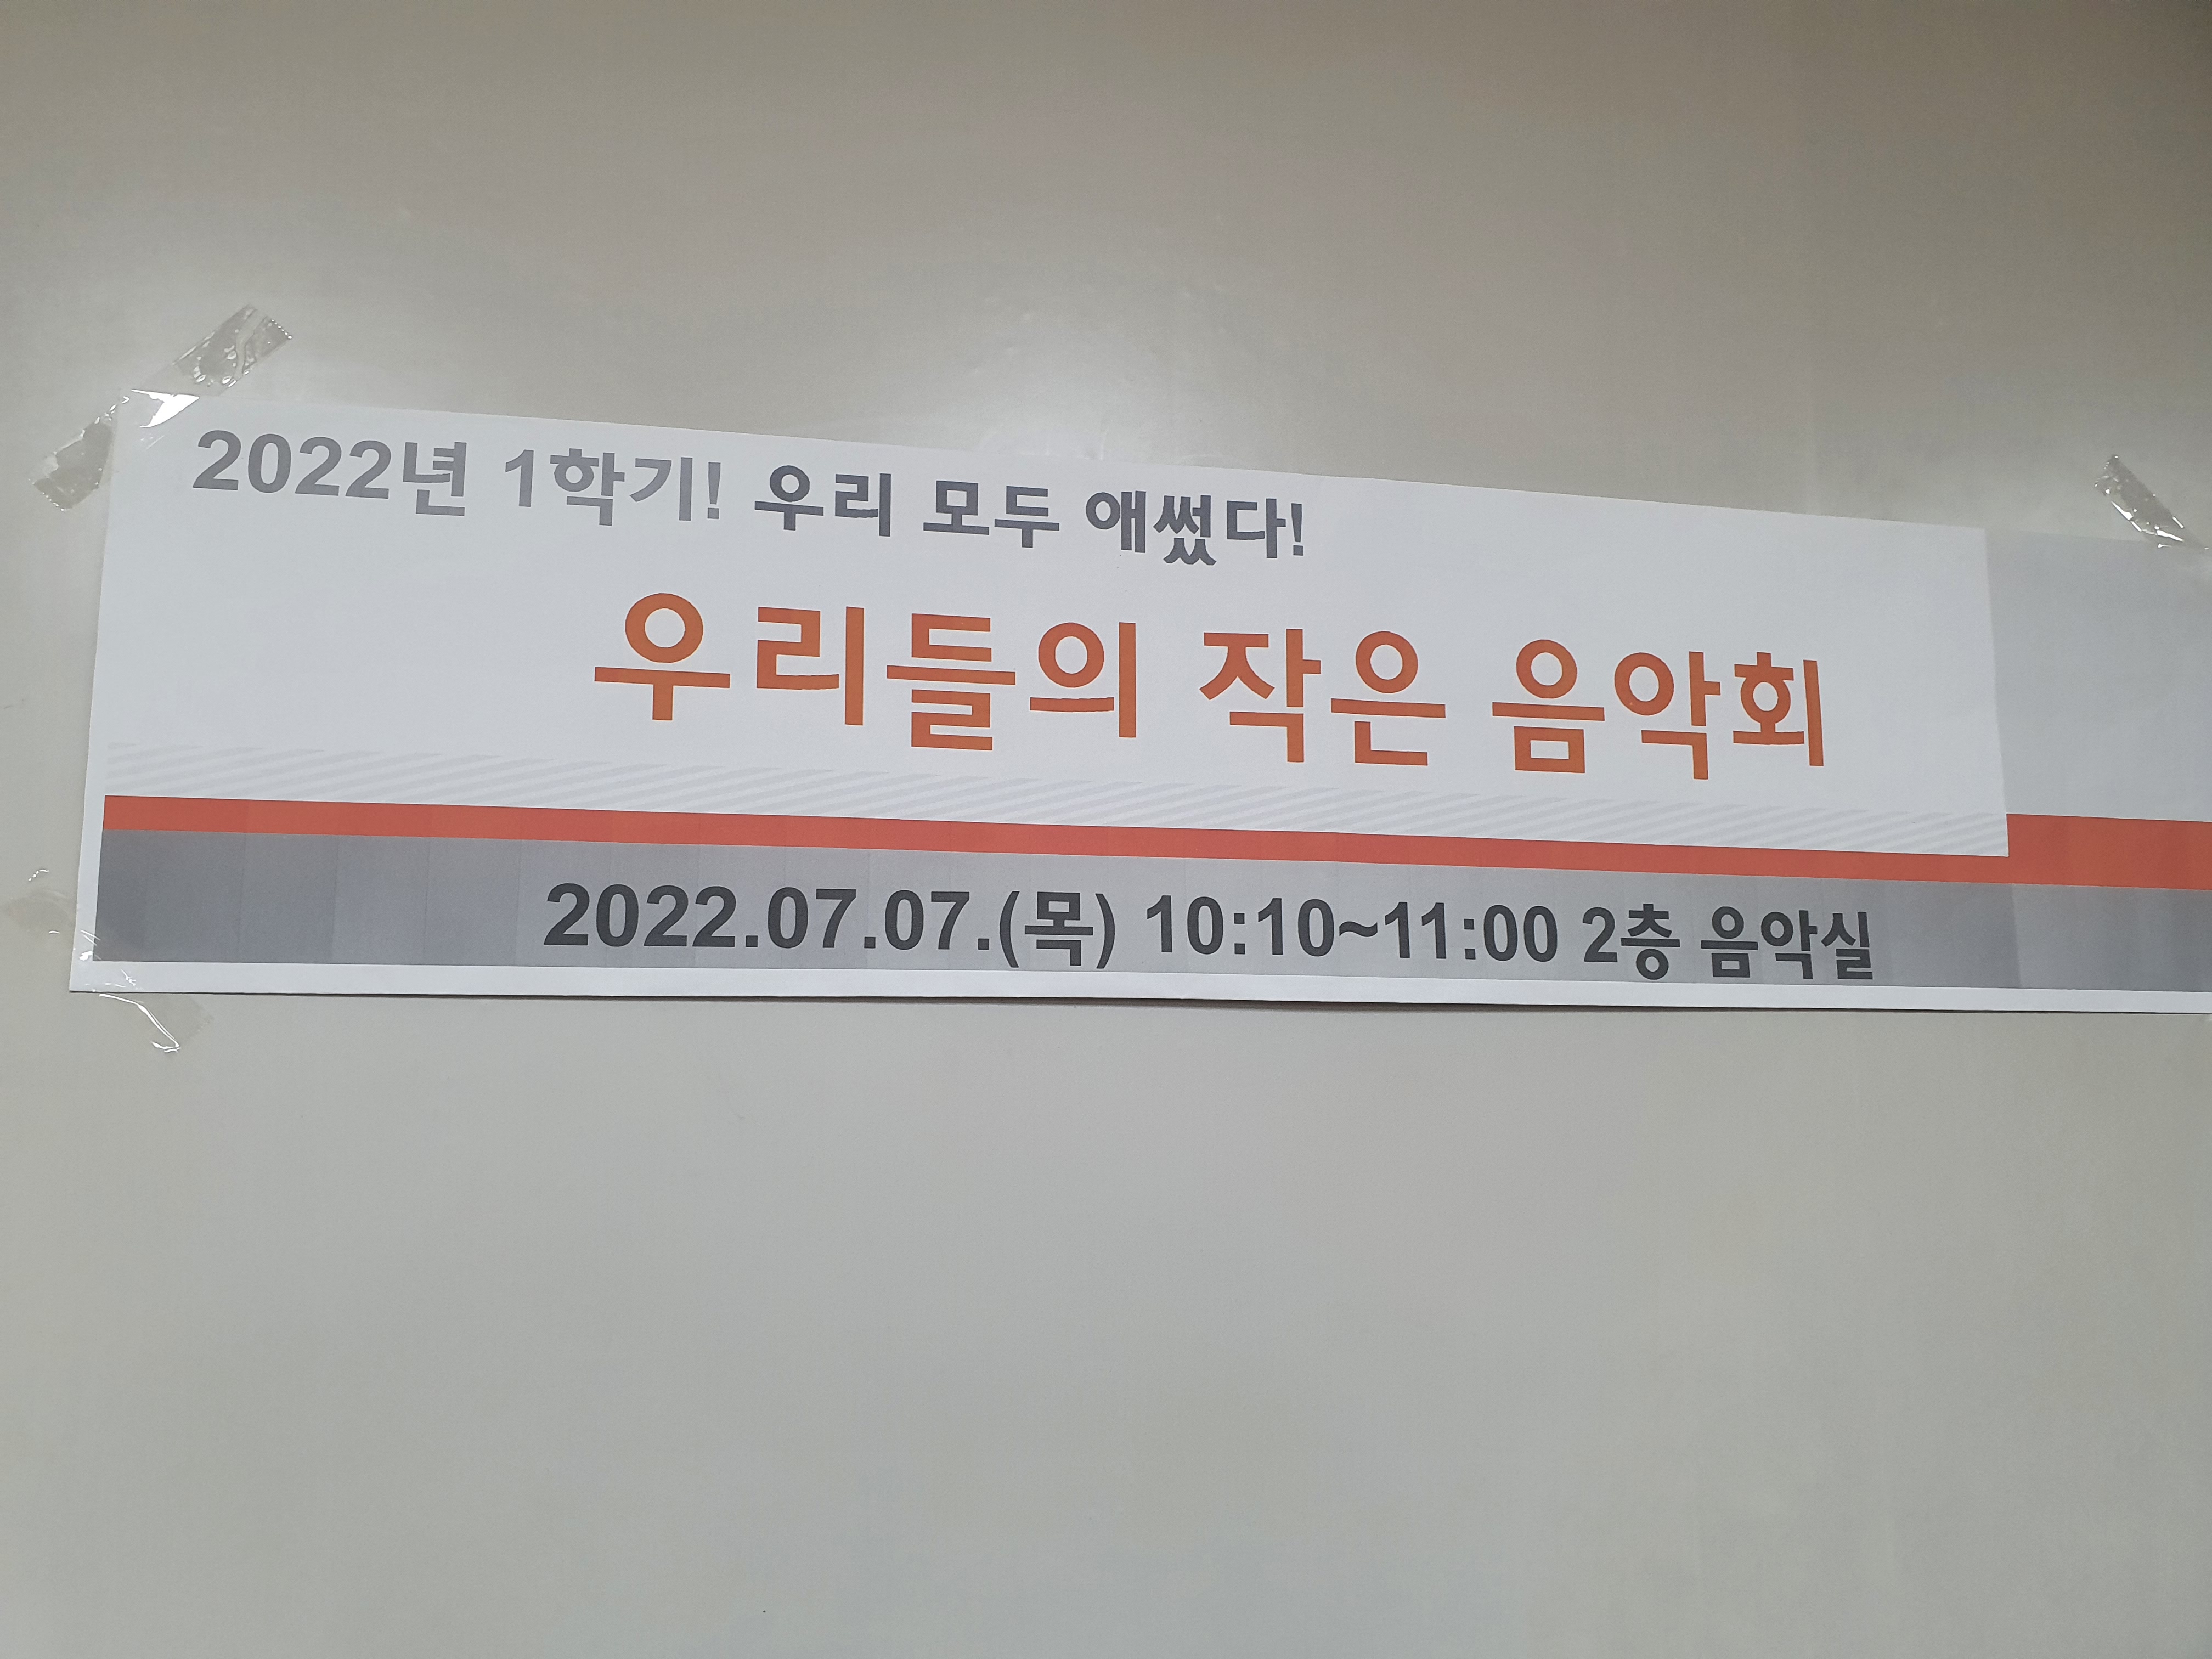 2022년 1학기! 우리 모두 애썼다!
우리들의 작은 음악회
2022.07.07.(목) 10:10~11:00 2층 음악실